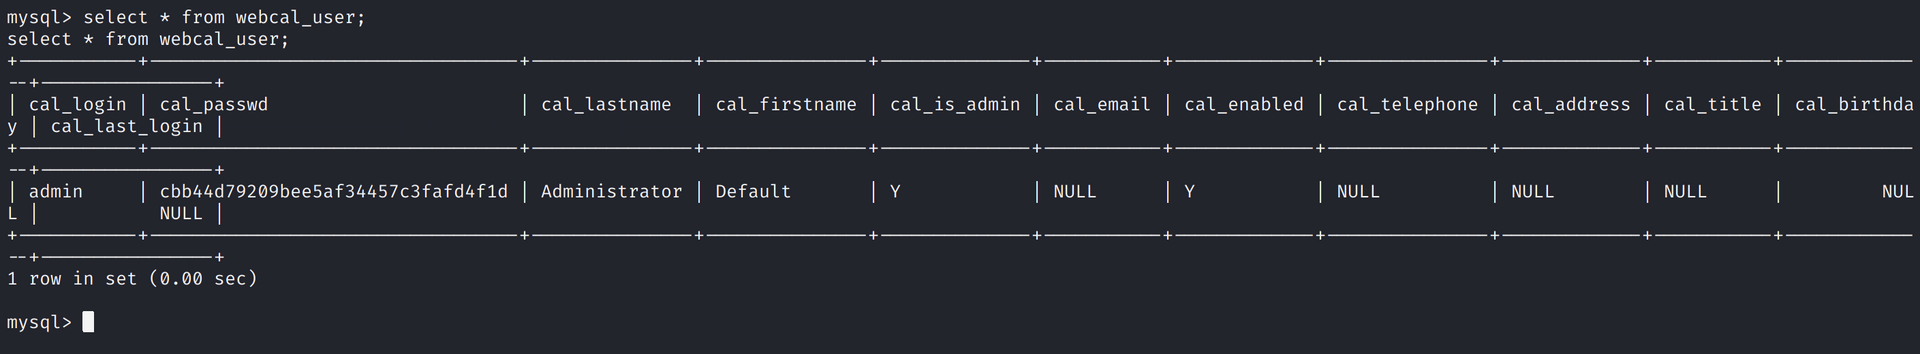 mysql> select * from webcal_user;
select * from webcal_user;
+-----------+----------------------------------+---------------+---------------+--------------+-----------+-------------+---------------+-------------+-----------+------------
--+----------------+
| cal_login | cal_passwd                       | cal_lastname  | cal_firstname | cal_is_admin | cal_email | cal_enabled | cal_telephone | cal_address | cal_title | cal_birthda
y | cal_last_login |
+-----------+----------------------------------+---------------+---------------+--------------+-----------+-------------+---------------+-------------+-----------+------------
--+----------------+
| admin     | cbb44d79209bee5af34457c3fafd4f1d | Administrator | Default       | Y            | NULL      | Y           | NULL          | NULL        | NULL      |         NUL
L |           NULL |
+-----------+----------------------------------+---------------+---------------+--------------+-----------+-------------+---------------+-------------+-----------+------------
--+----------------+
1 row in set (0.00 sec)
mysql>